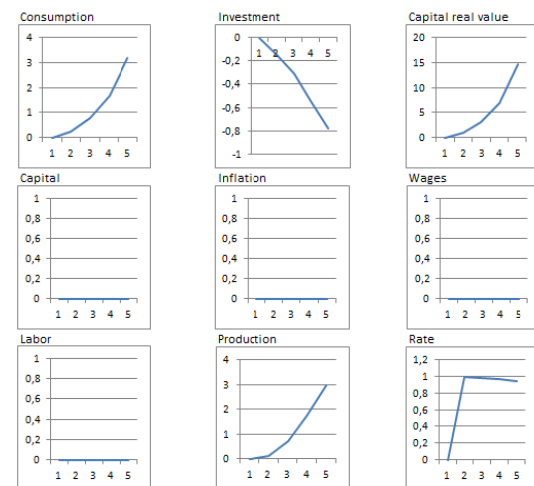 Consumption Investment Capital real value
4 0 20
3 -0,2 15
2 -0,4 10
1 -0,6 5
0 -0,8 0
-1
1 2 3 4 5 1 2 3 4 5 1 2 3 4 5
Capital Inflation Wages
1 1 1
0,8 0,8 0,8
0,6 0,6 0,6
0,4 0,4 0,4
0,2 0,2 0,2
0 0 0
1 2 3 4 5 1 2 3 4 5 1 2 3 4 5
Labor Production Rate
1 4 1,2
0,8 3 1
0,6 2 0,8
0,4 1 0,6
0,2 0 0,4
0 0,2
0
1 2 3 4 5 1 2 3 4 5 1 2 3 4 5